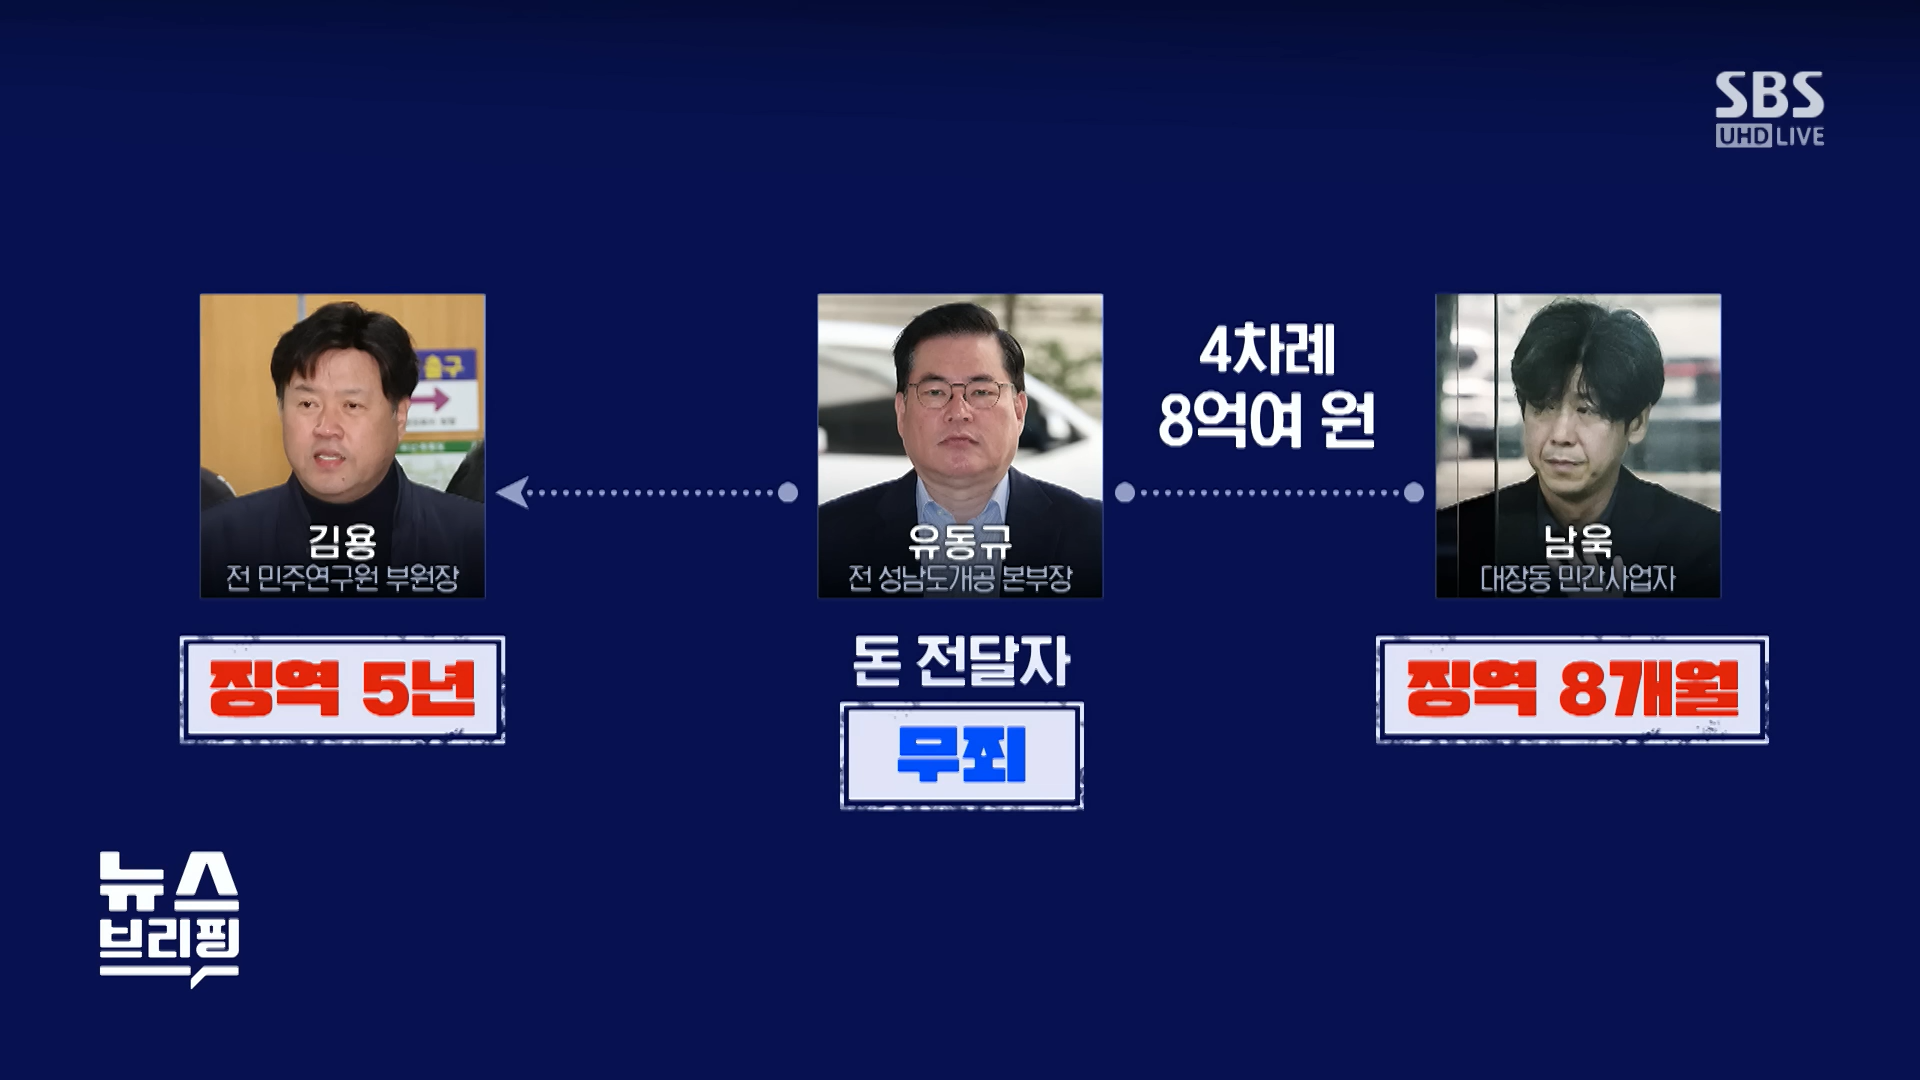 SBS
UHD LIVE
출구
4차례
8억여 원
김용
전 민주연구원 부원장
유동규
전 성남도개공 본부장
남욱
대장동 민간사업자
징역 5년
돈 전달자
무죄
징역 8개월
뉴스
브리핑